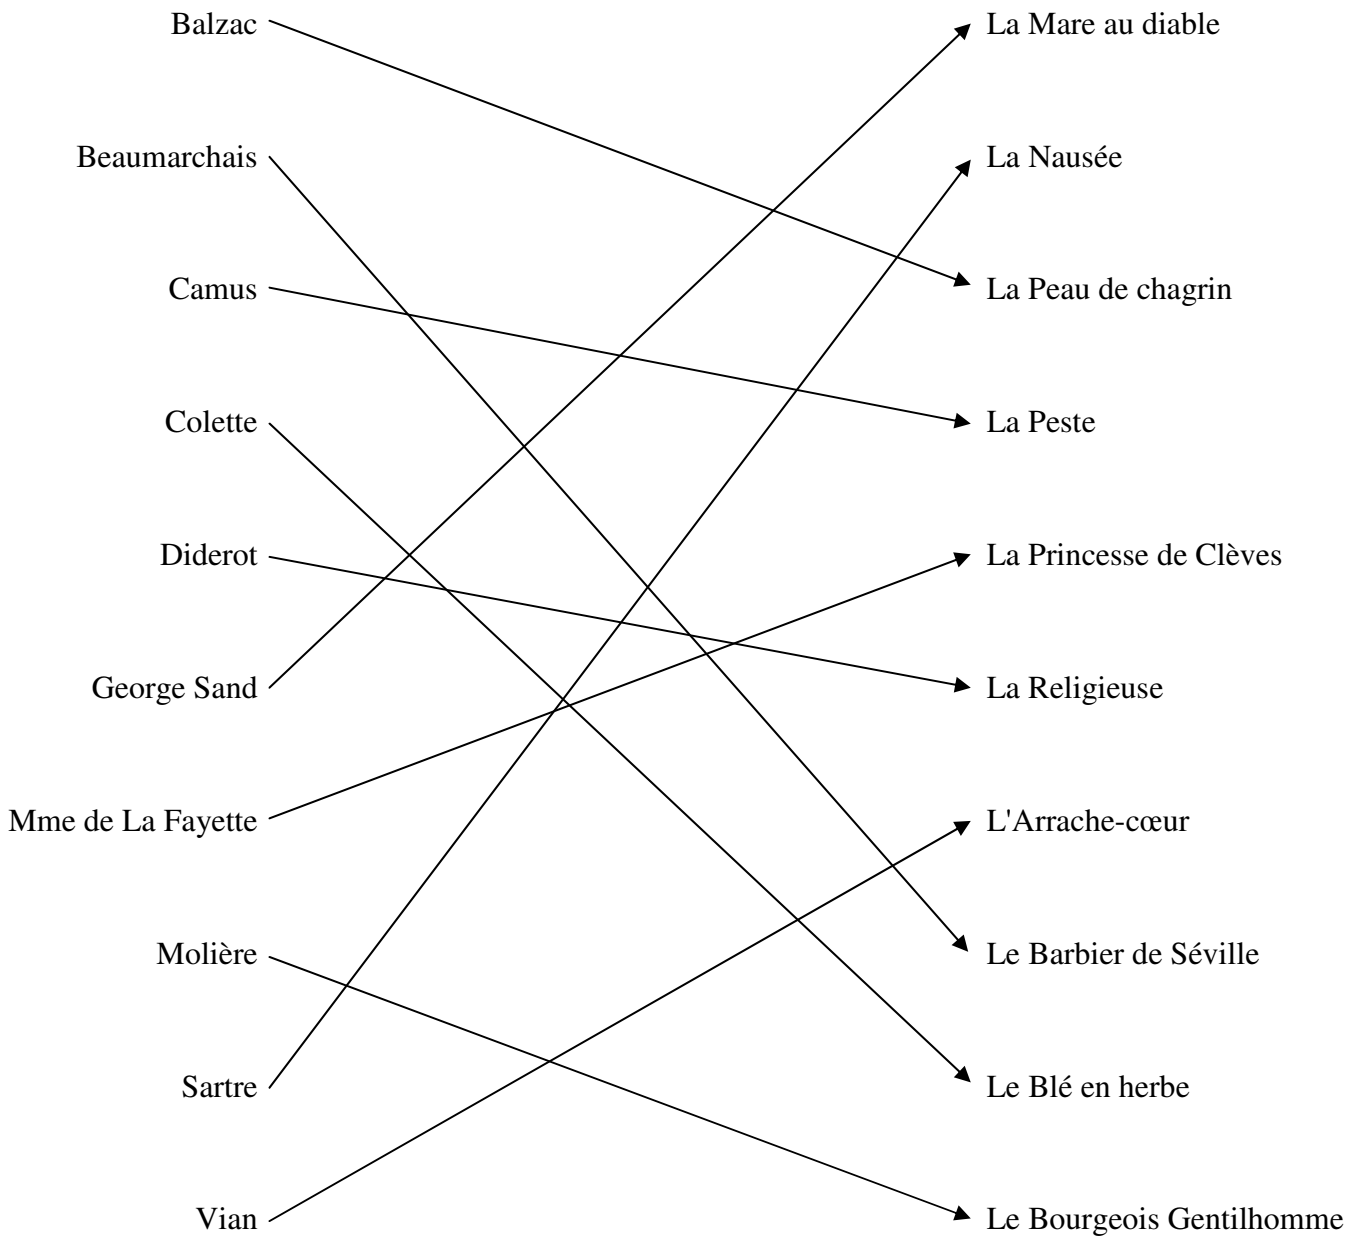 Balzac
La Mare au diable
Beaumarchais
La Nausée
Camus
La Peau de chagrin
Colette
La Peste
Diderot
La Princesse de Clèves
George Sand
La Religieuse
Mme de La Fayette
L'Arrache-cœur
Molière
Le Barbier de Séville
Sartre
Le Blé en herbe
Vian
Le Bourgeois Gentilhomme